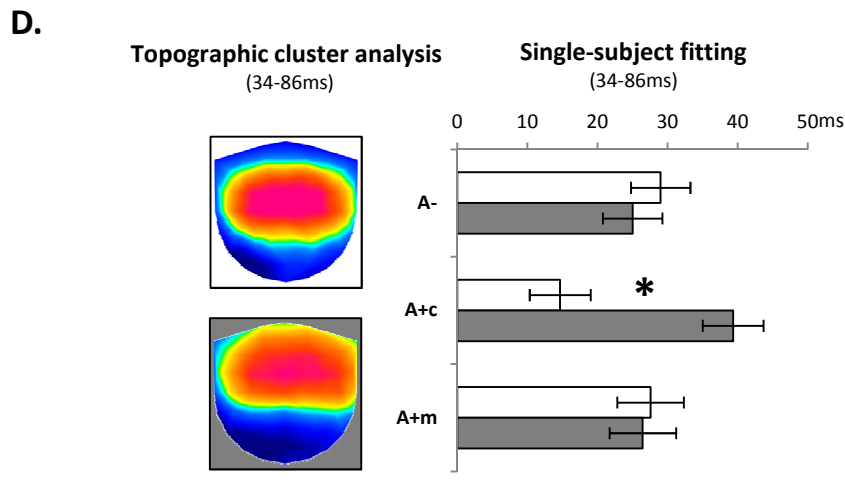 D.
Topographic cluster analysis
(34-86ms)
Single-subject fitting
(34-86ms)
0 10 20 30 40 50ms
A-
A+c
*
A+m